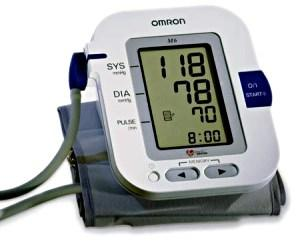 OMRON
M6
SYS
mmHg
118
DIA
mmHg
78
PULSE
/min
70
8:00
MEMORY
O/I
START